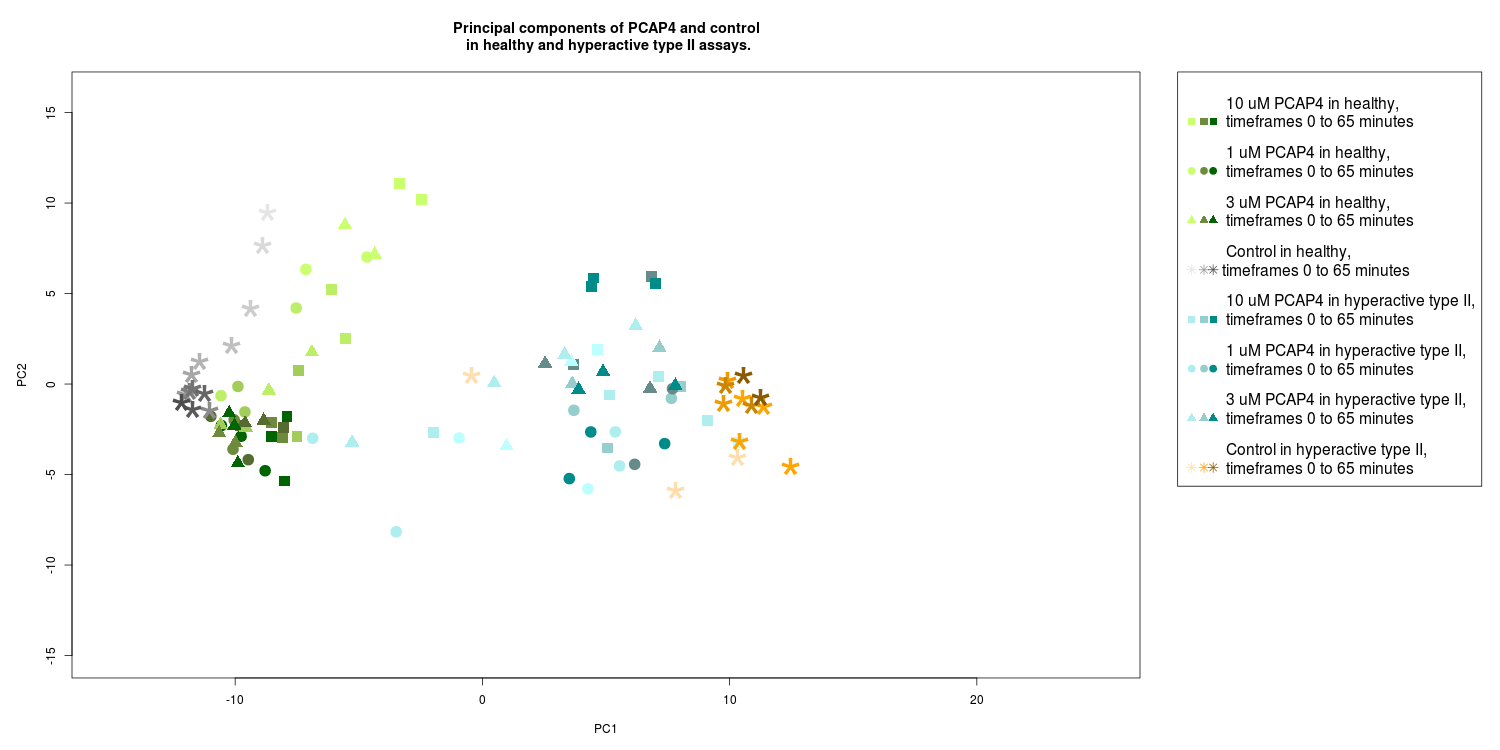 Principal components of PCAP4 and control
in healthy and hyperactive type II assays.
15
10
5
0
-5
-10
-15
PC2
-10
0
10
20
PC1
10 uM PCAP4 in healthy,
timeframes 0 to 65 minutes
1 uM PCAP4 in healthy,
timeframes 0 to 65 minutes
3 uM PCAP4 in healthy,
timeframes 0 to 65 minutes
Control in healthy,
timeframes 0 to 65 minutes
10 uM PCAP4 in hyperactive type II,
timeframes 0 to 65 minutes
1 uM PCAP4 in hyperactive type II,
timeframes 0 to 65 minutes
3 uM PCAP4 in hyperactive type II,
timeframes 0 to 65 minutes
Control in hyperactive type II,
timeframes 0 to 65 minutes